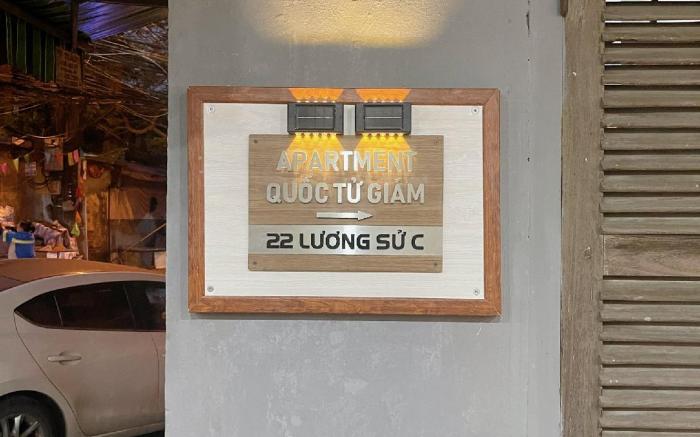 APARTMENT
QUỐC TỬ GIÁM
22 LƯƠNG SỬ C